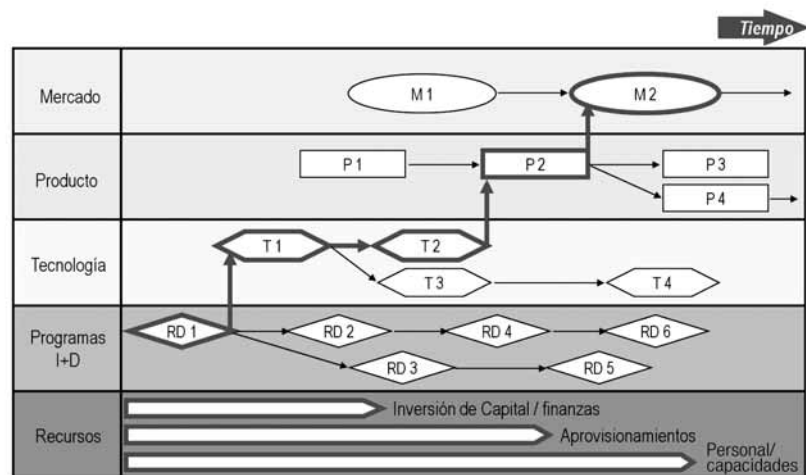 Tiempo
Mercado
M 1
M 2
Producto
P 1
P 2
P 3
P 4
Tecnología
T 1
T 2
T 3
T 4
Programas
I+D
RD 1
RD 2
RD 4
RD 6
RD 3
RD 5
Recursos
Inversión de Capital / finanzas
Aprovisionamientos
Personal/
capacidades